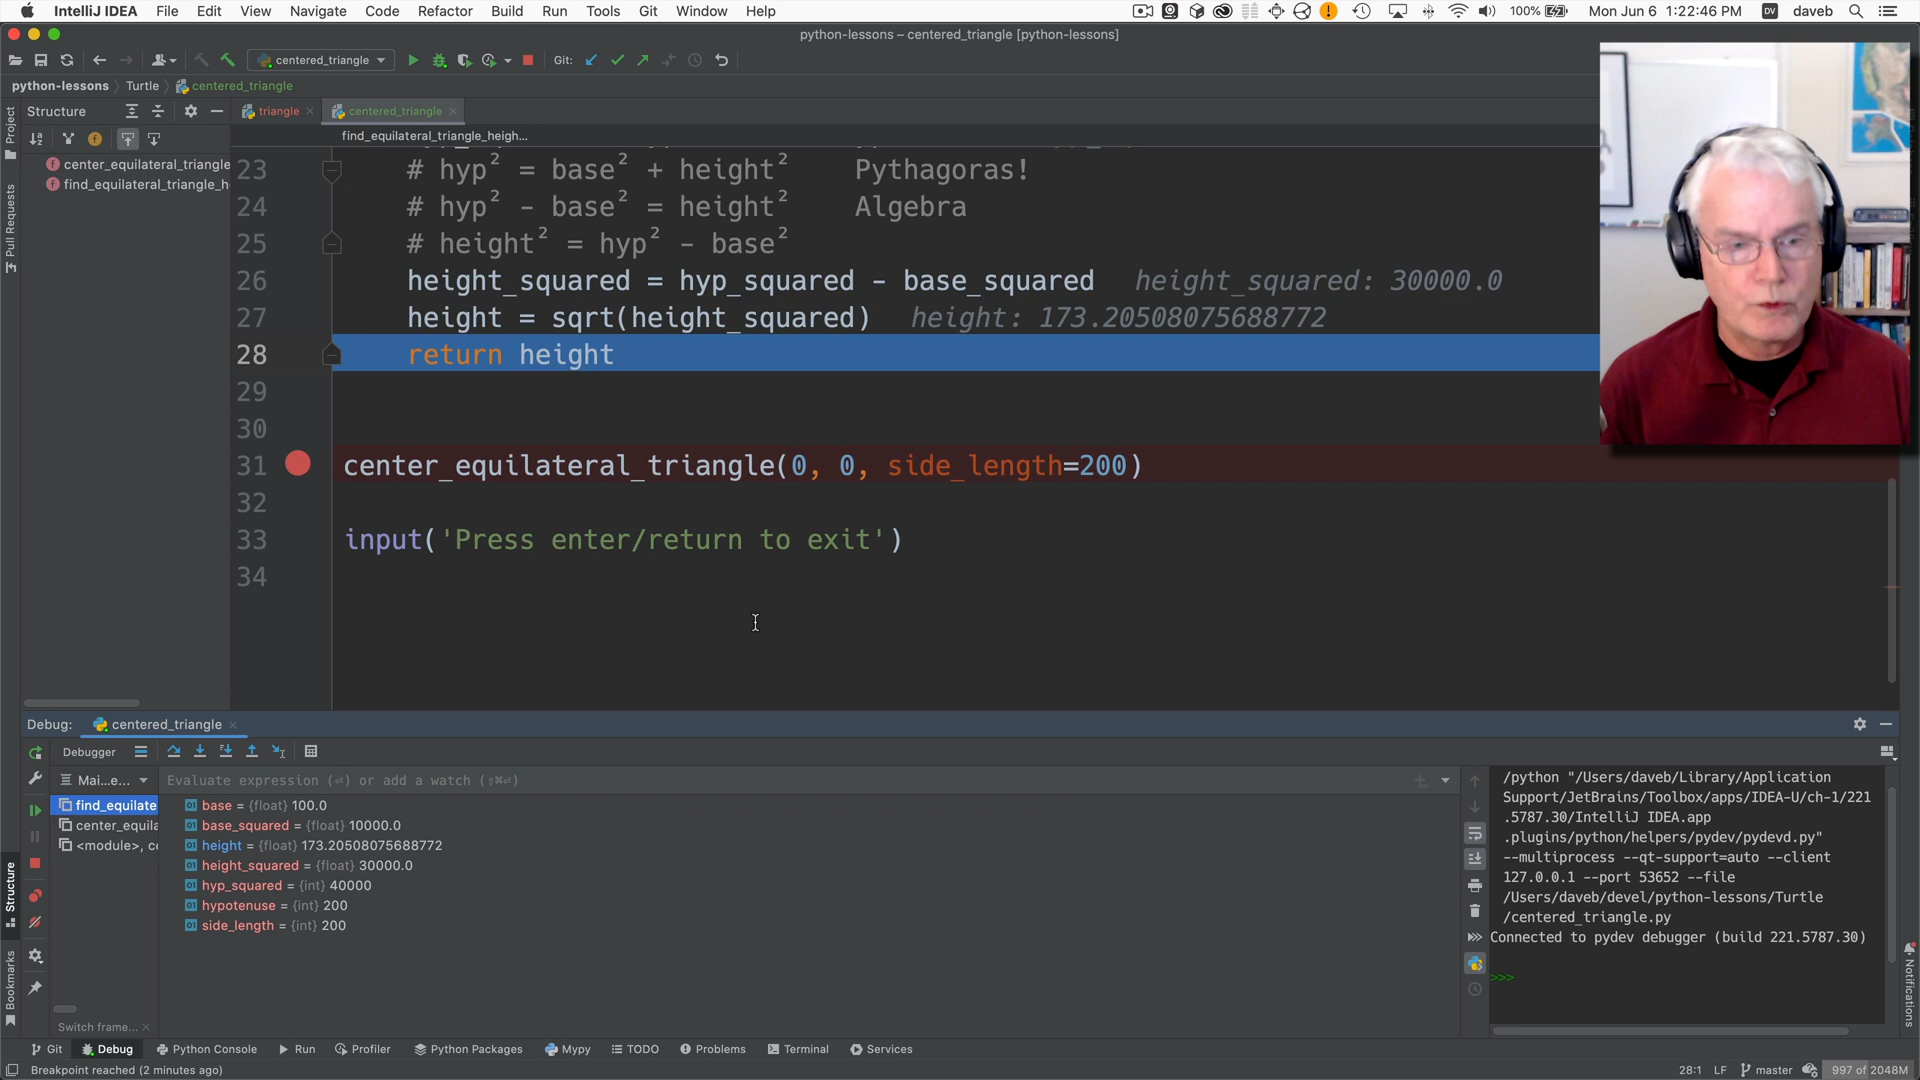 IntelliJ IDEA File Edit View Navigate Code Refactor Build Run Tools Git Window Help 100% Mon Jun 6 1:22:46 PM DV daveb
python-lessons – centered_triangle [python-lessons]
centered_triangle Git:
python-lessons Turtle centered_triangle
Structure triangle centered_triangle
find_equilateral_triangle_heigh...
center_equilateral_triangle
find_equilateral_triangle_h
23 # hyp² = base² + height² Pythagoras!
24 # hyp² - base² = height² Algebra
25 # height² = hyp² - base²
26 height_squared = hyp_squared - base_squared height_squared: 30000.0
27 height = sqrt(height_squared) height: 173.20508075688772
28 return height
29
30
31 center_equilateral_triangle(0, 0, side_length=200)
32
33 input('Press enter/return to exit')
34
Project
Pull Requests
Structure
Bookmarks
Notifications
Debug: centered_triangle
Debugger
Mai...e... Evaluate expression (⏎) or add a watch (⇧⌘⏎)
find_equilate
center_equila
<module>, ce
base = {float} 100.0
base_squared = {float} 10000.0
height = {float} 173.20508075688772
height_squared = {float} 30000.0
hyp_squared = {int} 40000
hypotenuse = {int} 200
side_length = {int} 200
Switch frame...
/python "/Users/daveb/Library/Application
Support/JetBrains/Toolbox/apps/IDEA-U/ch-1/221
.5787.30/IntelliJ IDEA.app
.plugins/python/helpers/pydev/pydevd.py"
--multiprocess --qt-support=auto --client
127.0.0.1 --port 53652 --file
/Users/daveb/devel/python-lessons/Turtle
/centered_triangle.py
Connected to pydev debugger (build 221.5787.30)
>>>
Git Debug Python Console Run Profiler Python Packages Mypy TODO Problems Terminal Services
Breakpoint reached (2 minutes ago) 28:1 LF master 997 of 2048M